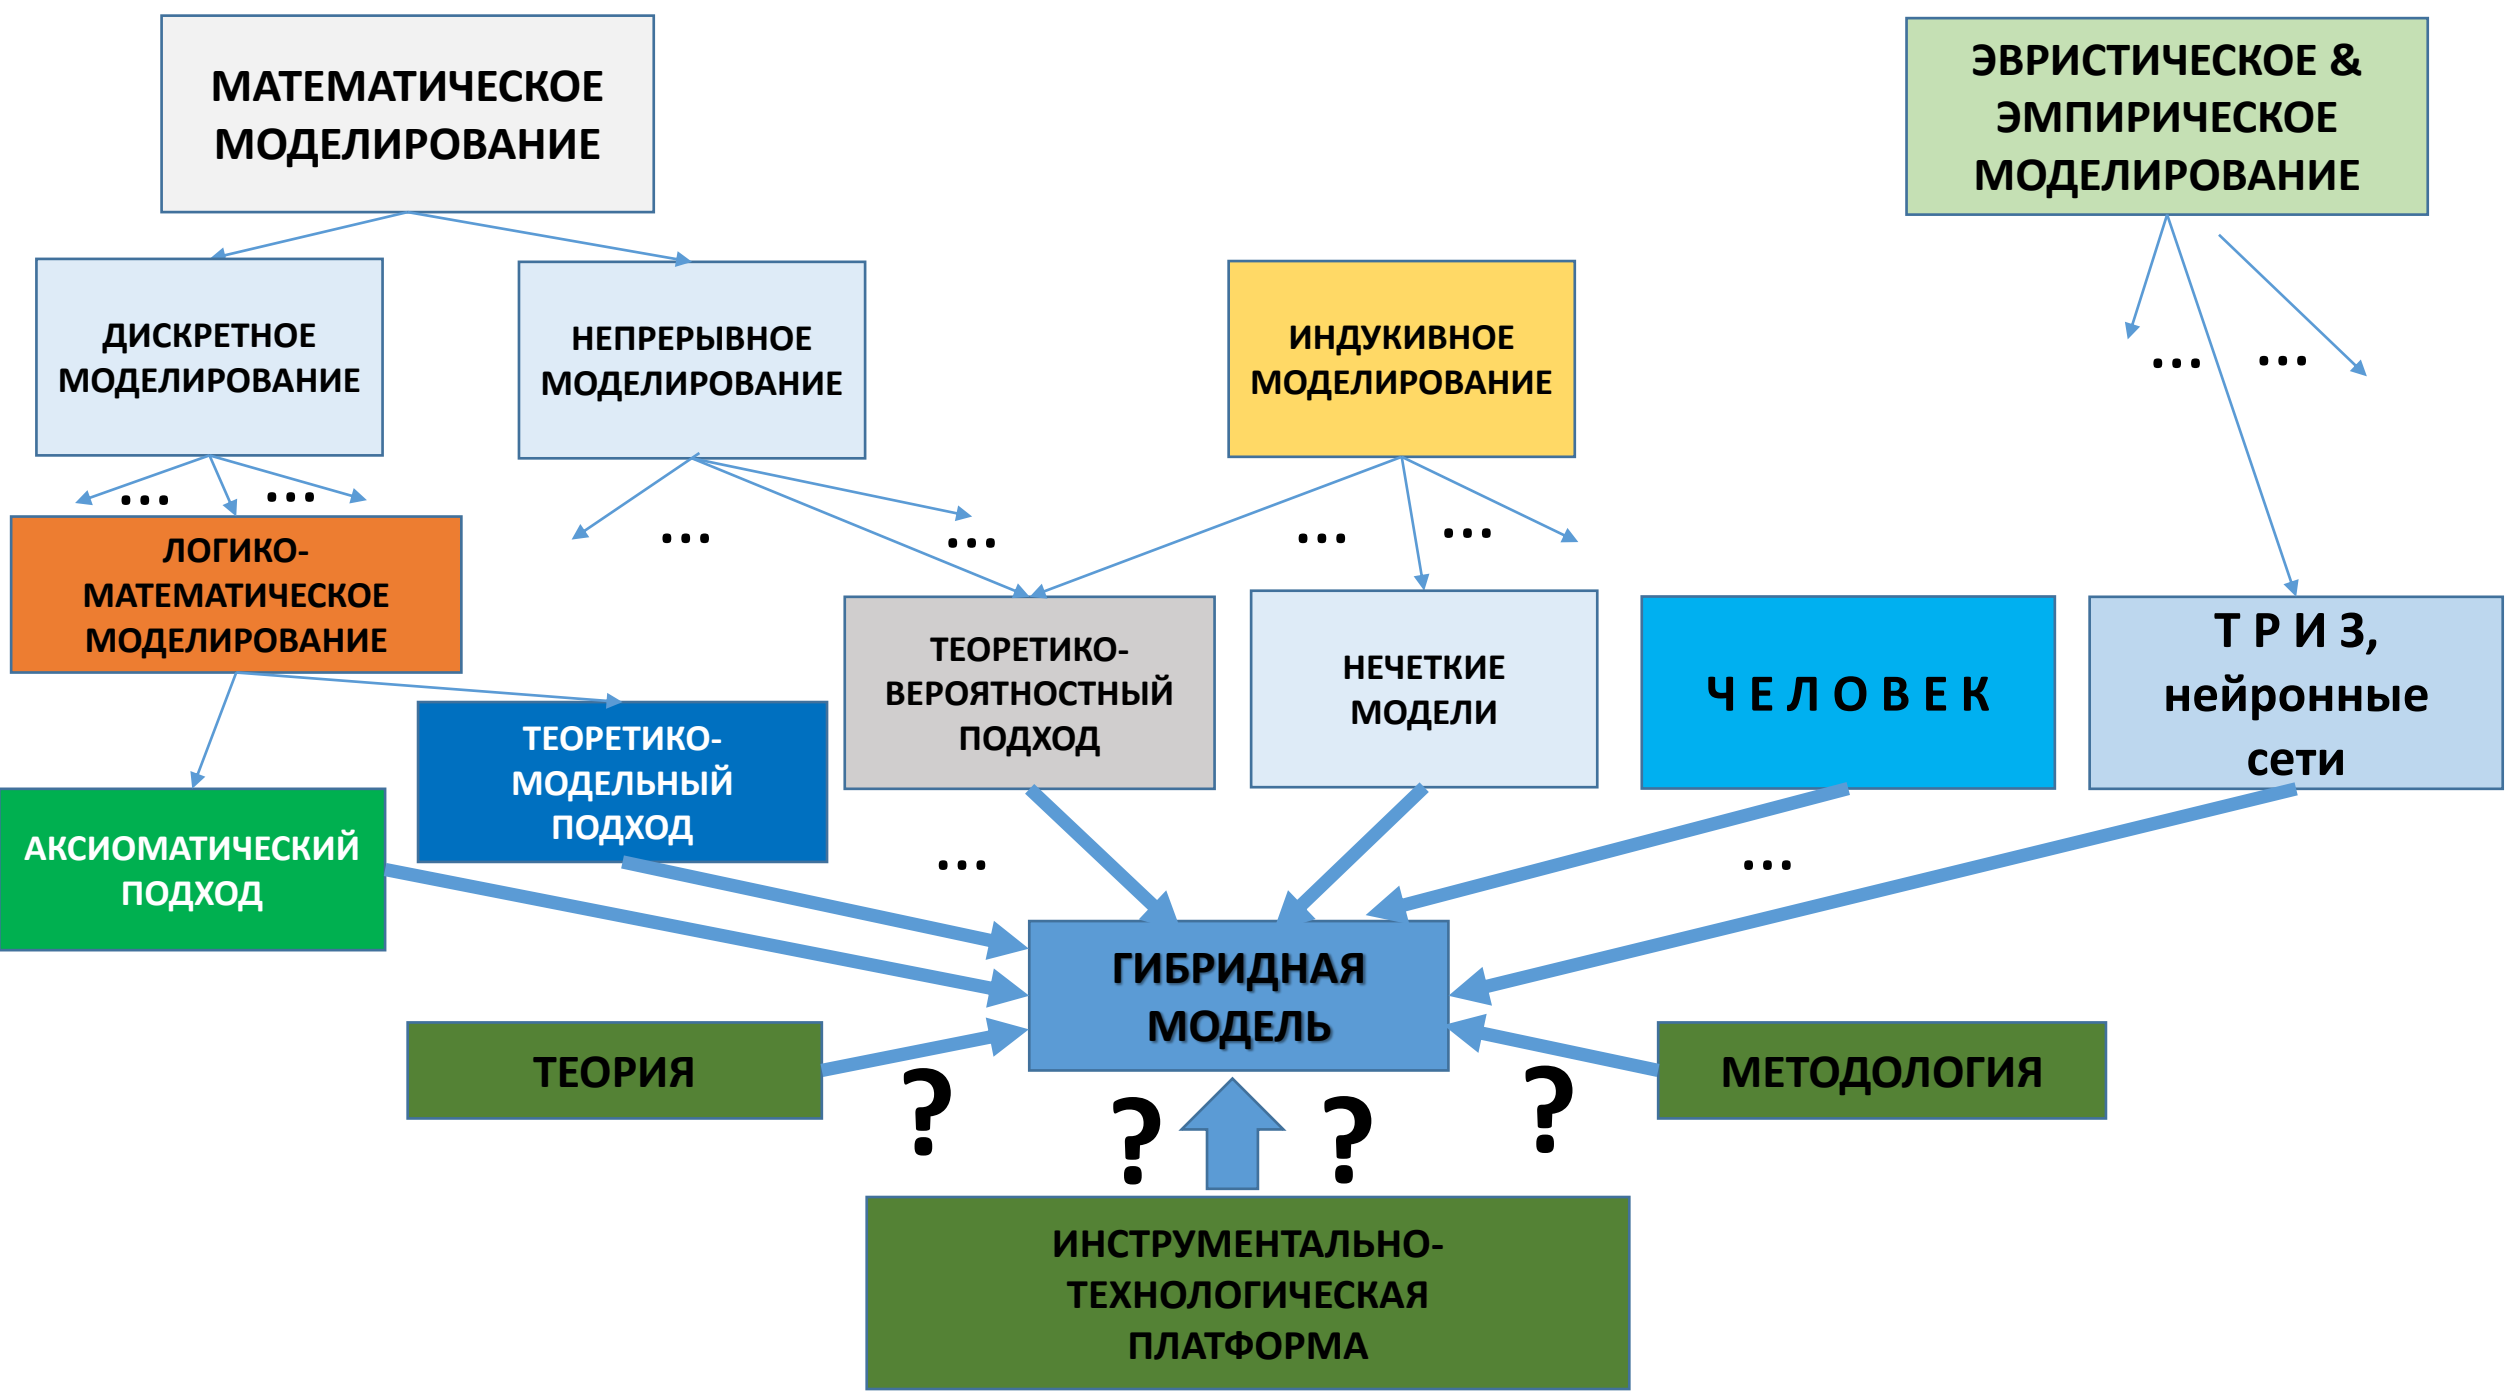 МАТЕМАТИЧЕСКОЕ
МОДЕЛИРОВАНИЕ
ЭВРИСТИЧЕСКОЕ &
ЭМПИРИЧЕСКОЕ
МОДЕЛИРОВАНИЕ
ДИСКРЕТНОЕ
МОДЕЛИРОВАНИЕ
НЕПРЕРЫВНОЕ
МОДЕЛИРОВАНИЕ
ИНДУКИВНОЕ
МОДЕЛИРОВАНИЕ
... ...
... ...
... ...
... ...
ЛОГИКО-
МАТЕМАТИЧЕСКОЕ
МОДЕЛИРОВАНИЕ
ТЕОРЕТИКО-
МОДЕЛЬНЫЙ
ПОДХОД
ТЕОРЕТИКО-
ВЕРОЯТНОСТНЫЙ
ПОДХОД
НЕЧЕТКИЕ
МОДЕЛИ
Ч Е Л О В Е К
Т Р И З,
нейронные
сети
АКСИОМАТИЧЕСКИЙ
ПОДХОД
... ...
ГИБРИДНАЯ
МОДЕЛЬ
ТЕОРИЯ
МЕТОДОЛОГИЯ
? ? ? ?
ИНСТРУМЕНТАЛЬНО-
ТЕХНОЛОГИЧЕСКАЯ
ПЛАТФОРМА